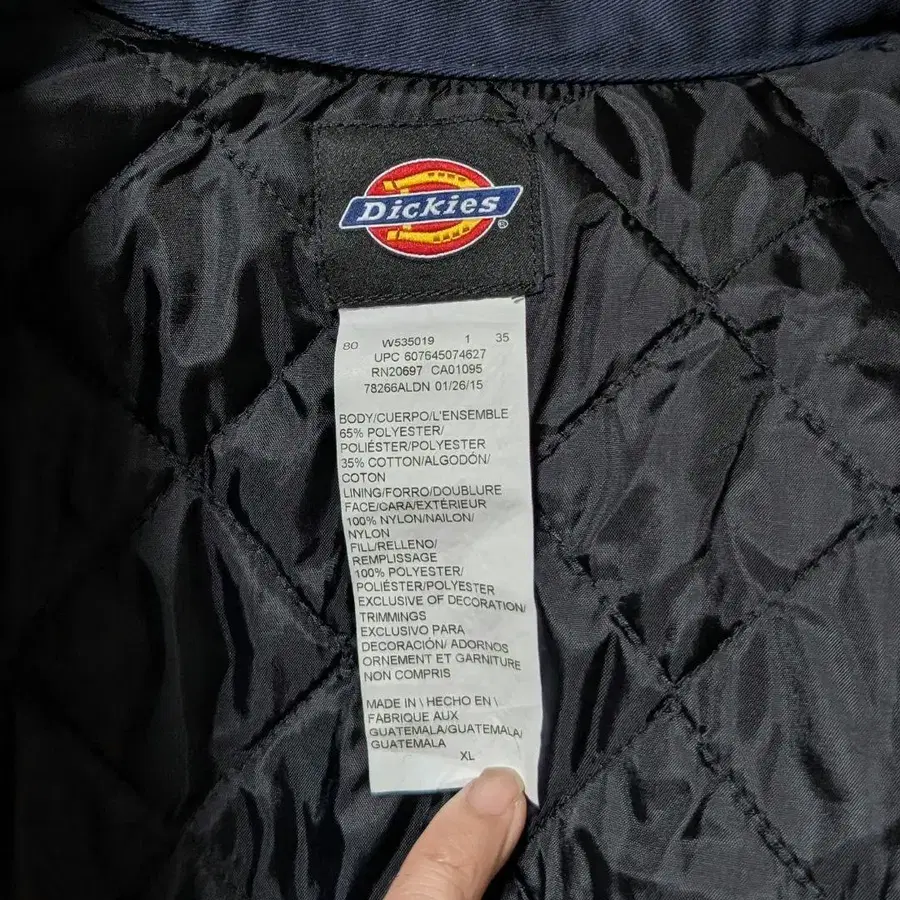 Dickies®
80 W535019 1 35
UPC 607645074627
RN20697 CA01095
78266ALDN 01/26/15
BODY/CUERPO/L'ENSEMBLE
65% POLYESTER/
POLIÉSTER/POLYESTER
35% COTTON/ALGODÓN/
COTON
LINING/FORRO/DOUBLURE
FACE/CARA/EXTÉRIEUR
100% NYLON/NAILON/
NYLON
FILL/RELLENO/
REMPLISSAGE
100% POLYESTER/
POLIÉSTER/POLYESTER
EXCLUSIVE OF DECORATION/
TRIMMINGS
EXCLUSIVO PARA
DECORACIÓN/ ADORNOS
ORNEMENT ET GARNITURE
NON COMPRIS
MADE IN \ HECHO EN \
FABRIQUE AUX
GUATEMALA/GUATEMALA/
GUATEMALA
XL